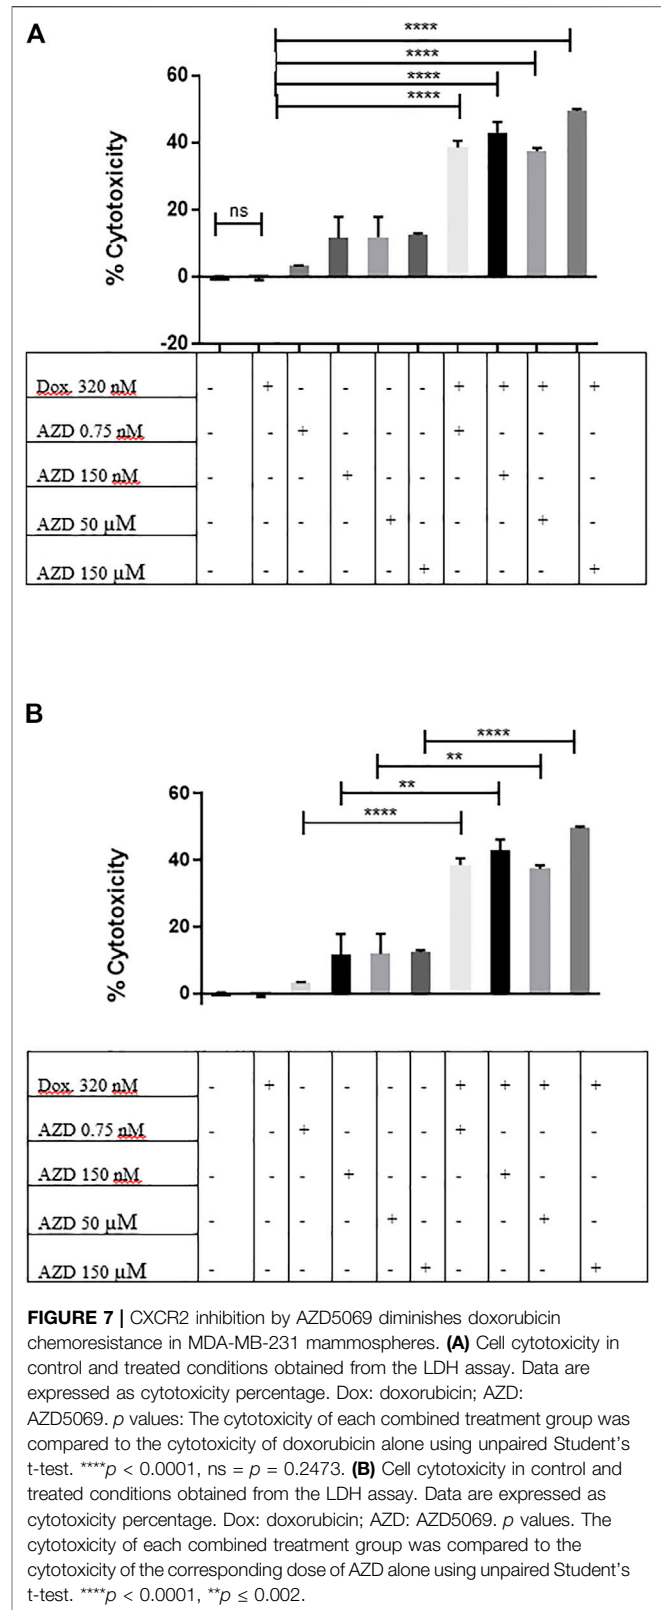 A
****
****
****
****
ns
% Cytotoxicity
60
40
20
0
-20
Dox. 320 nM - + - - - - + + + +
AZD 0.75 nM - - + - - - + - - -
AZD 150 nM - - - + - - - + - -
AZD 50 µM - - - - + - - - + -
AZD 150 µM - - - - - + - - - +
B
****
**
**
****
% Cytotoxicity
60
40
20
0
Dox. 320 nM - + - - - - + + + +
AZD 0.75 nM - - + - - - + - - -
AZD 150 nM - - - + - - - + - -
AZD 50 µM - - - - + - - - + -
AZD 150 µM - - - - - + - - - +
FIGURE 7 | CXCR2 inhibition by AZD5069 diminishes doxorubicin
chemoresistance in MDA-MB-231 mammospheres. (A) Cell cytotoxicity in
control and treated conditions obtained from the LDH assay. Data are
expressed as cytotoxicity percentage. Dox: doxorubicin; AZD:
AZD5069. p values: The cytotoxicity of each combined treatment group was
compared to the cytotoxicity of doxorubicin alone using unpaired Student's
t-test. ****p < 0.0001, ns = p = 0.2473. (B) Cell cytotoxicity in control and
treated conditions obtained from the LDH assay. Data are expressed as
cytotoxicity percentage. Dox: doxorubicin; AZD: AZD5069. p values. The
cytotoxicity of each combined treatment group was compared to the
cytotoxicity of the corresponding dose of AZD alone using unpaired Student's
t-test. ****p < 0.0001, **p ≤ 0.002.